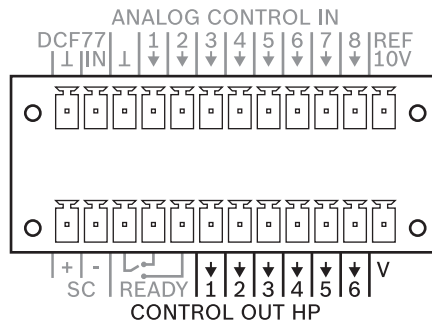 ANALOG CONTROL IN
DCF77 1 2 3 4 5 6 7 8 REF
⊥ IN ⊥ 10V
+ - V
SC READY 1 2 3 4 5 6
CONTROL OUT HP